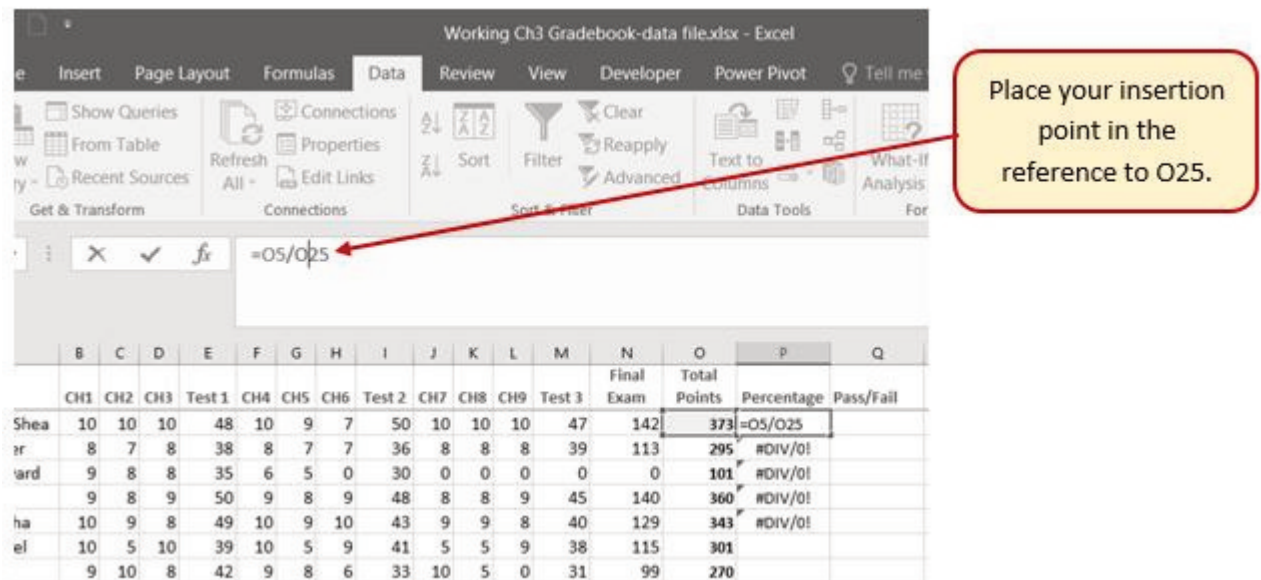 Working Ch3 Gradebook-data file.xlsx - Excel
e Insert Page Layout Formulas Data Review View Developer Power Pivot Tell me
Show Queries
From Table
Recent Sources
Get & Transform
Refresh
All
Connections
Properties
Edit Links
Connections
Sort
Filter
Clear
Reapply
Advanced
Sort & Filter
Text to
Columns
Data Tools
What-If
Analysis
For
Place your insertion
point in the
reference to O25.
fx =O5/O25
B C D E F G H I J K L M N O P Q
Final Total
CH1 CH2 CH3 Test 1 CH4 CH5 CH6 Test 2 CH7 CH8 CH9 Test 3 Exam Points Percentage Pass/Fail
Shea 10 10 10 48 10 9 7 50 10 10 10 47 142 373 =O5/O25
er 8 7 8 38 8 7 7 36 8 8 8 39 113 295 #DIV/0!
ard 9 8 8 35 6 5 0 30 0 0 0 0 0 101 #DIV/0!
9 8 9 50 9 8 9 48 8 8 9 45 140 360 #DIV/0!
ha 10 9 8 49 10 9 10 43 9 9 8 40 129 343 #DIV/0!
el 10 5 10 39 10 5 9 41 5 5 9 38 115 301
9 10 8 42 9 8 6 33 10 5 0 31 99 270